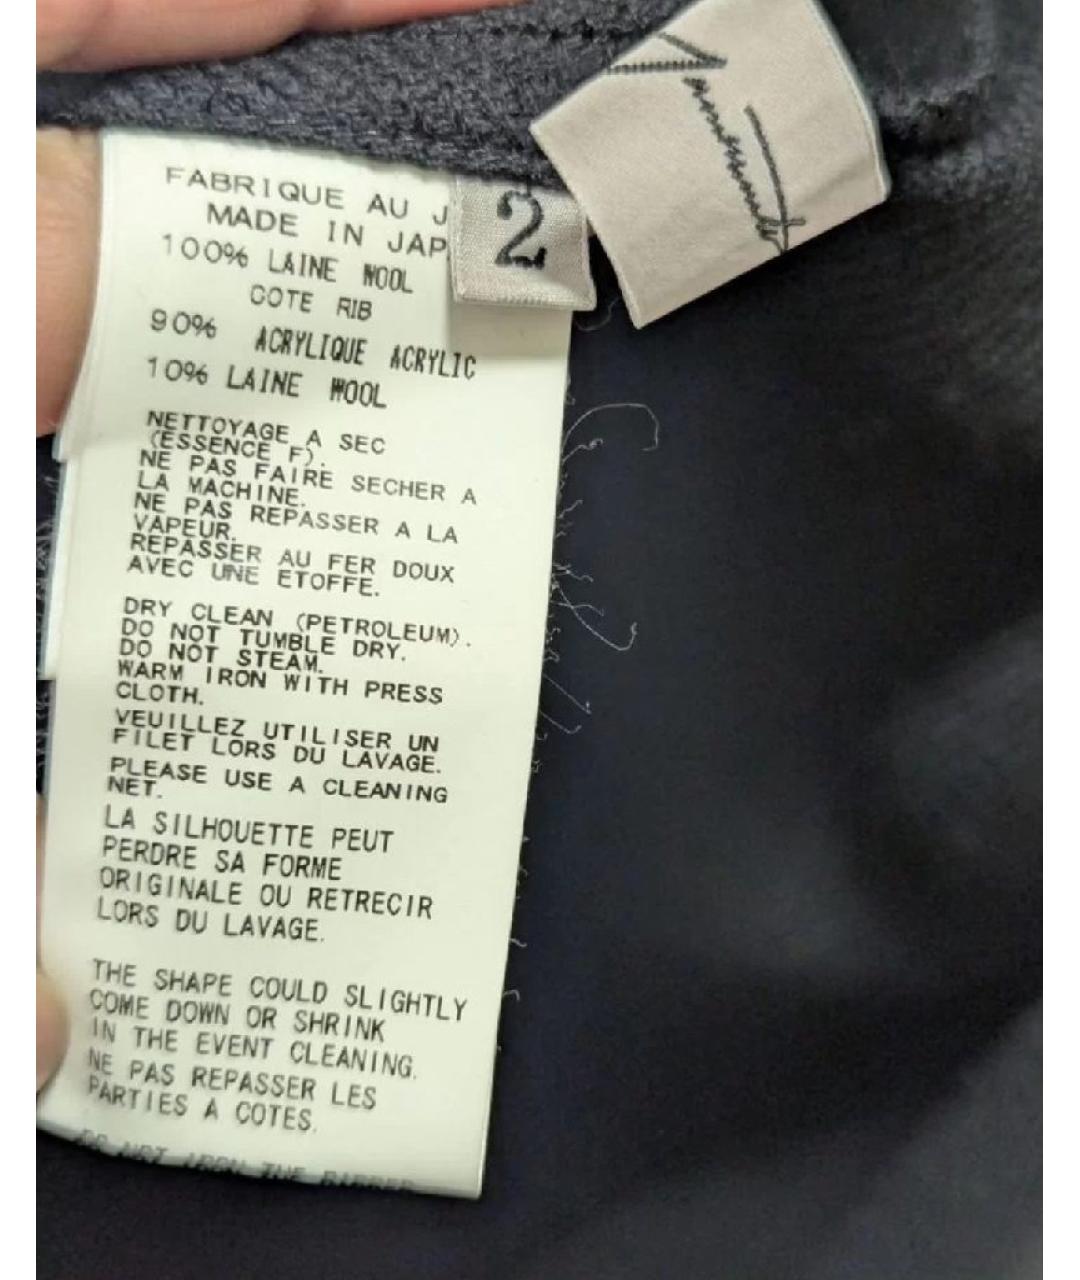 FABRIQUE AU J
MADE IN JAP
100% LAINE WOOL
COTE RIB
90% ACRYLIQUE ACRYLIC
10% LAINE WOOL
NETTOYAGE A SEC
(ESSENCE F).
NE PAS FAIRE SECHER A
LA MACHINE.
NE PAS REPASSER A LA
VAPEUR.
REPASSER AU FER DOUX
AVEC UNE ETOFFE.
DRY CLEAN (PETROLEUM).
DO NOT TUMBLE DRY.
DO NOT STEAM.
WARM IRON WITH PRESS
CLOTH.
VEUILLEZ UTILISER UN
FILET LORS DU LAVAGE.
PLEASE USE A CLEANING
NET.
LA SILHOUETTE PEUT
PERDRE SA FORME
ORIGINALE OU RETRECIR
LORS DU LAVAGE.
THE SHAPE COULD SLIGHTLY
COME DOWN OR SHRINK
IN THE EVENT CLEANING.
NE PAS REPASSER LES
PARTIES A COTES.
NOT IRON THE RIBBED
2